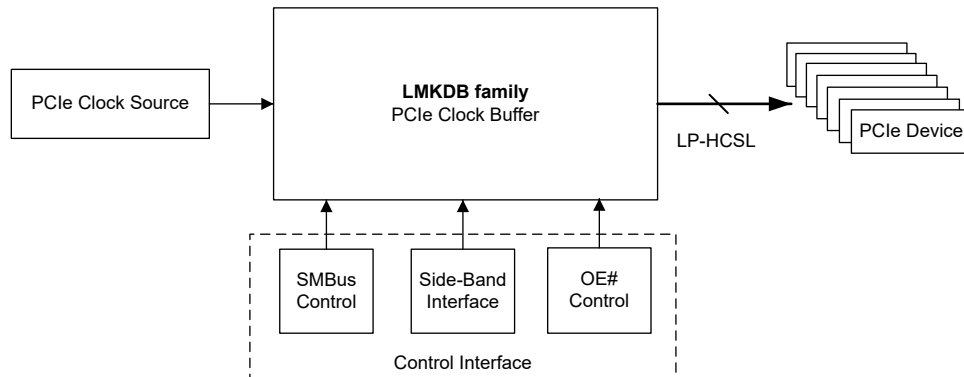 PCIe Clock Source
LMKDB family
PCIe Clock Buffer
LP-HCSL
PCIe Device
SMBus
Control
Side-Band
Interface
OE#
Control
Control Interface